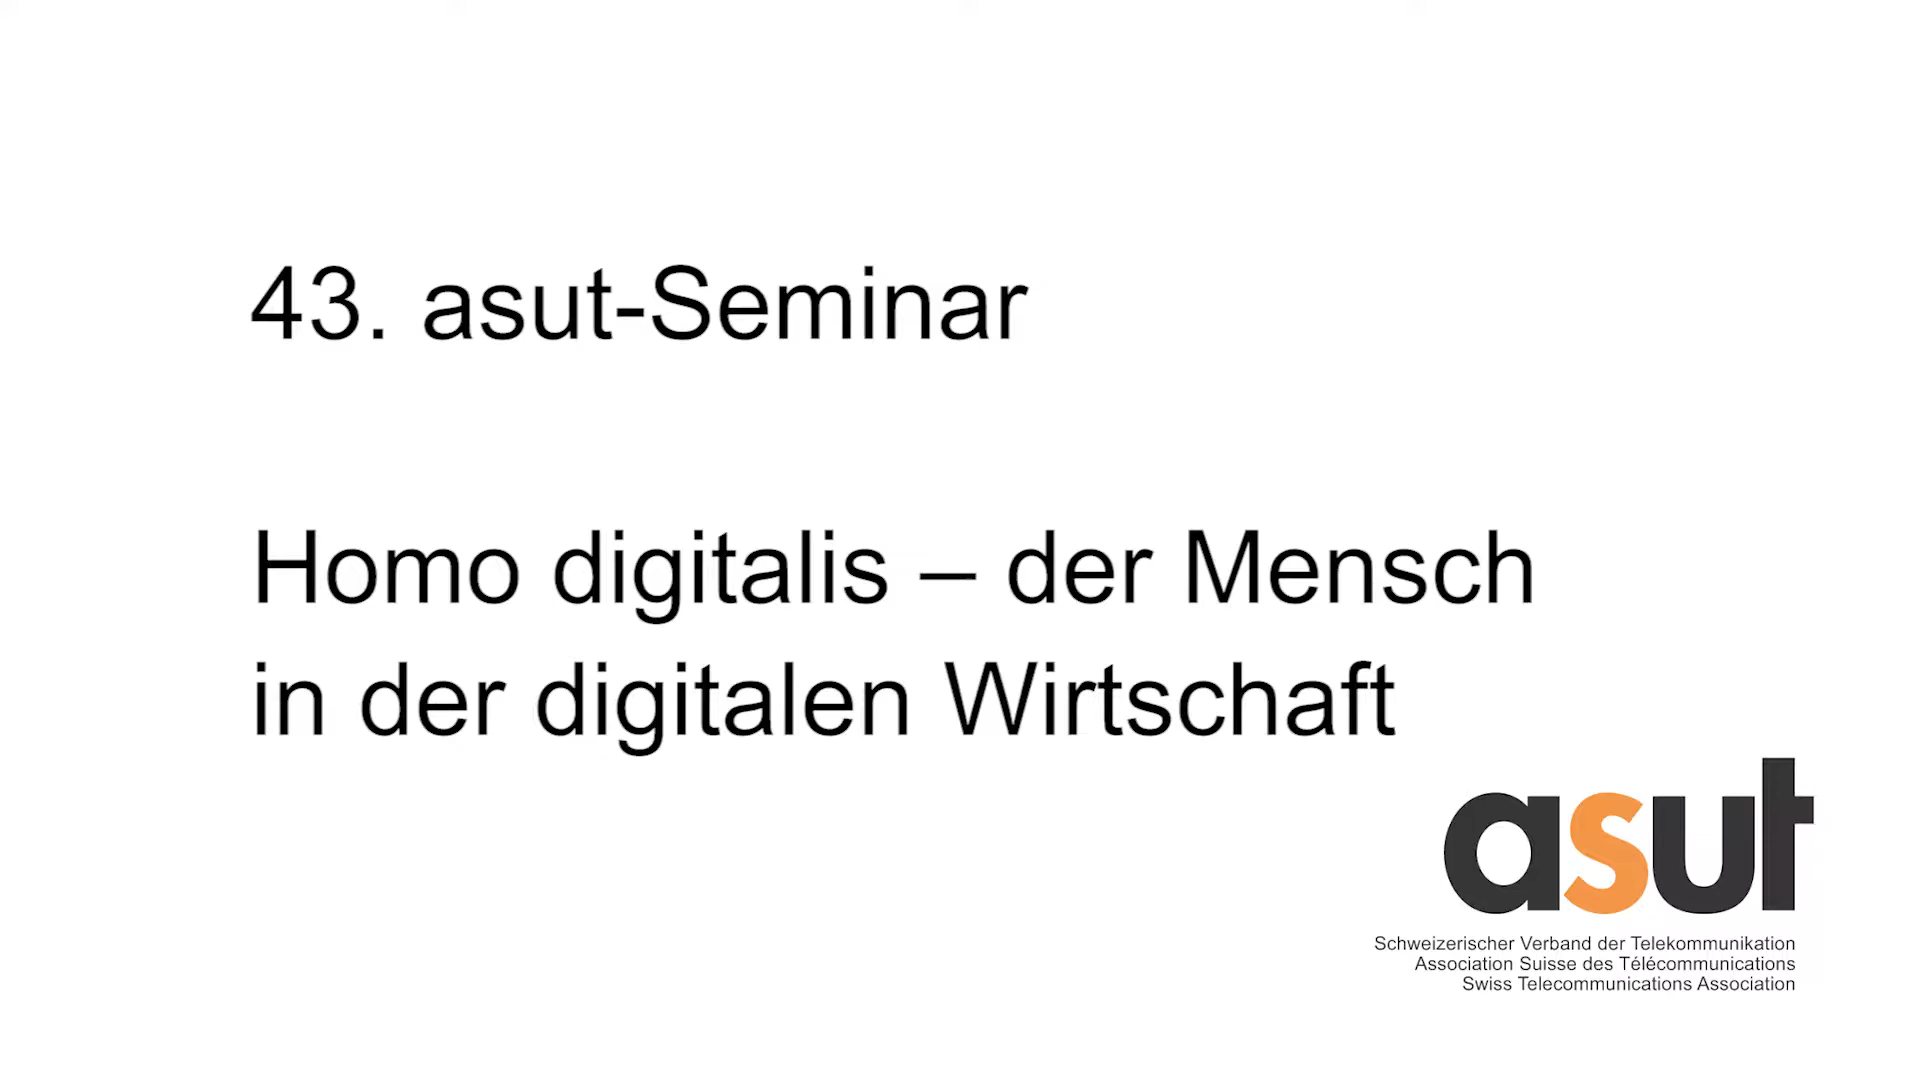 43. asut-Seminar
Homo digitalis – der Mensch
in der digitalen Wirtschaft
asut
Schweizerischer Verband der Telekommunikation
Association Suisse des Télécommunications
Swiss Telecommunications Association